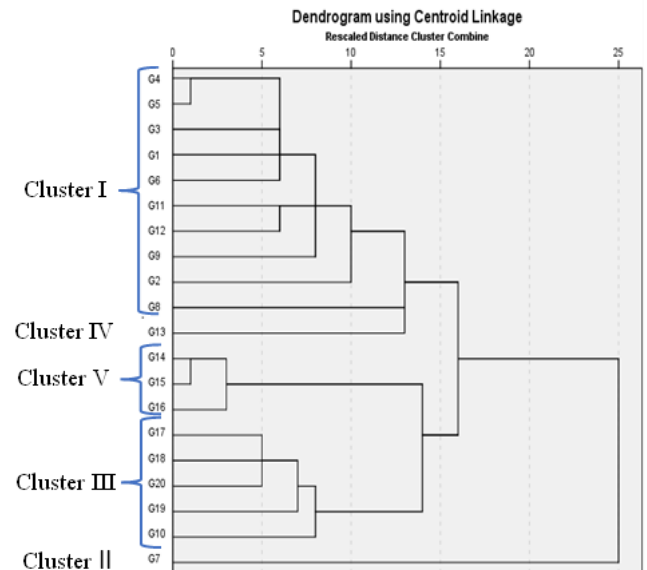 Dendrogram using Centroid Linkage
Rescaled Distance Cluster Combine
0 5 10 15 20 25
G4
G5
G3
G1
G6
Cluster I
G11
G12
G9
G2
G8
Cluster IV
G13
G14
Cluster V
G15
G16
G17
G18
Cluster III
G20
G19
G10
Cluster II
G7